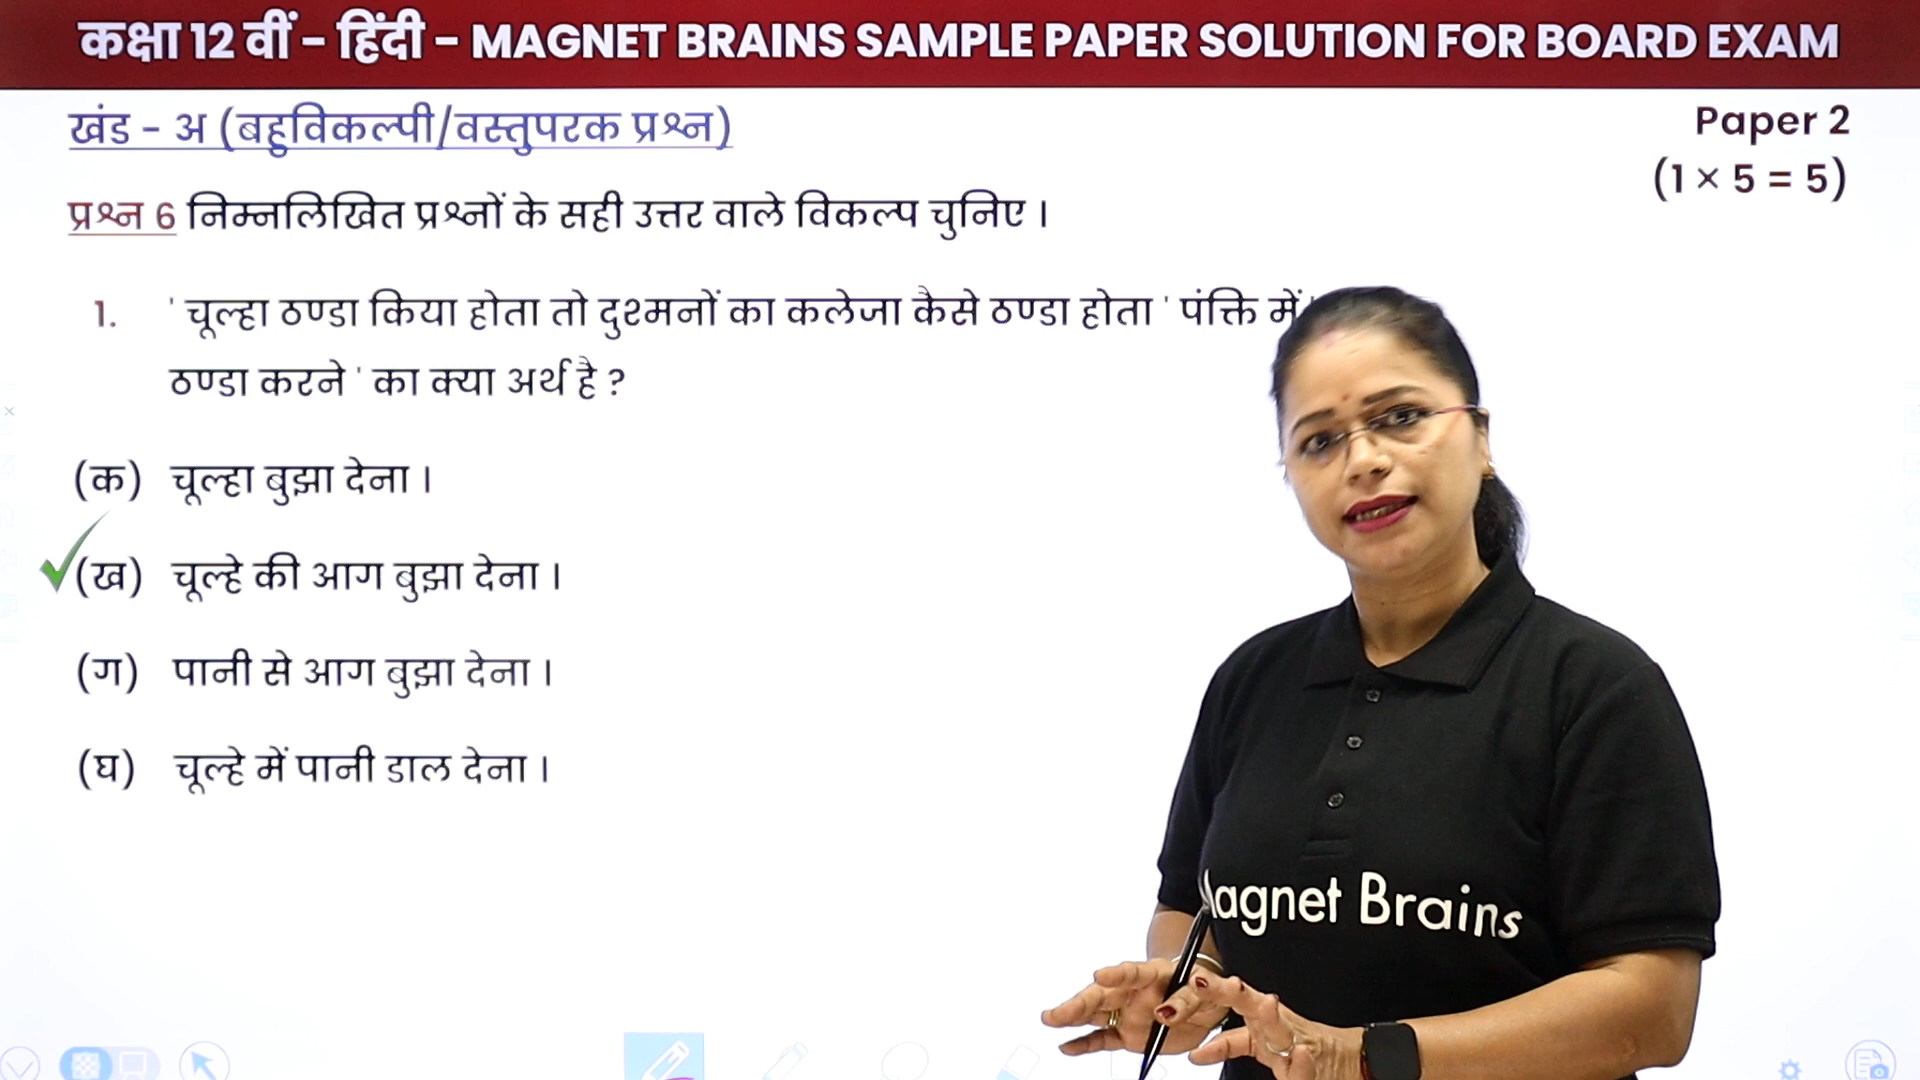 कक्षा 12 वीं - हिंदी - MAGNET BRAINS SAMPLE PAPER SOLUTION FOR BOARD EXAM
खंड - अ (बहुविकल्पी/वस्तुपरक प्रश्न)
Paper 2
(1 × 5 = 5)
प्रश्न 6 निम्नलिखित प्रश्नों के सही उत्तर वाले विकल्प चुनिए ।
1. ' चूल्हा ठण्डा किया होता तो दुश्मनों का कलेजा कैसे ठण्डा होता ' पंक्ति में '
ठण्डा करने ' का क्या अर्थ है ?
(क) चूल्हा बुझा देना ।
(ख) चूल्हे की आग बुझा देना ।
(ग) पानी से आग बुझा देना ।
(घ) चूल्हे में पानी डाल देना ।
Magnet Brains